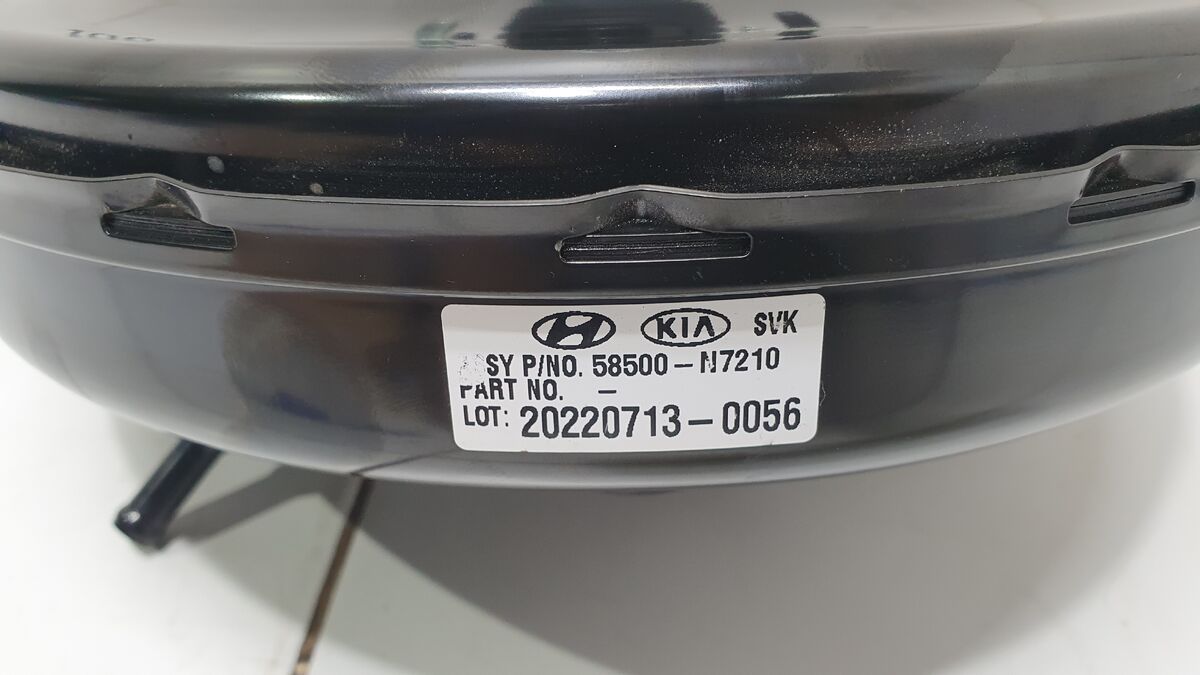 KIA SVK
SY P/NO. 58500-N7210
PART NO. -
LOT: 20220713-0056